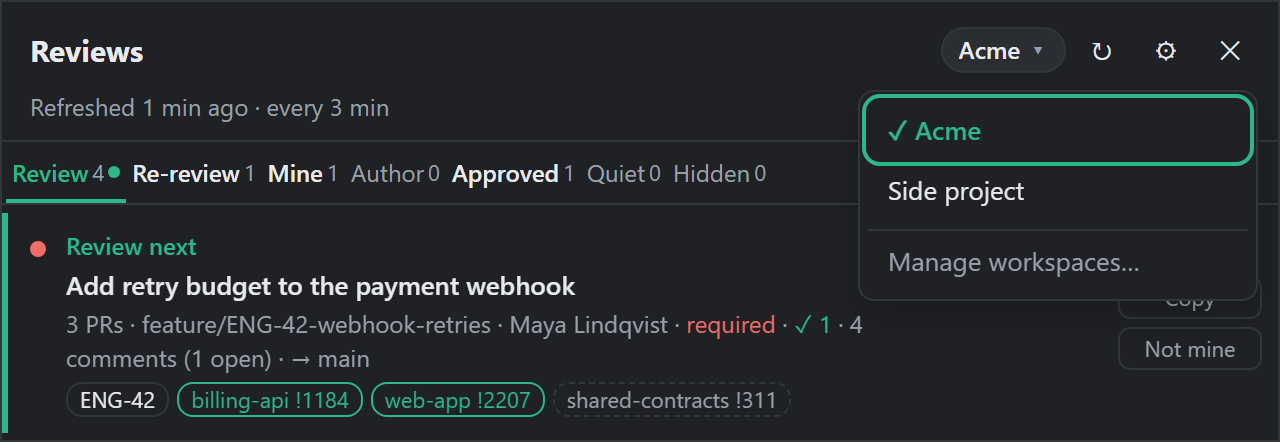 Reviews
Acme ▾
Refreshed 1 min ago · every 3 min
✓ Acme
Side project
Manage workspaces...
Review 4 Re-review 1 Mine 1 Author 0 Approved 1 Quiet 0 Hidden 0
Review next
Add retry budget to the payment webhook
3 PRs · feature/ENG-42-webhook-retries · Maya Lindqvist · required · ✓ 1 · 4
comments (1 open) · → main
ENG-42 billing-api !1184 web-app !2207 shared-contracts !311
Copy
Not mine